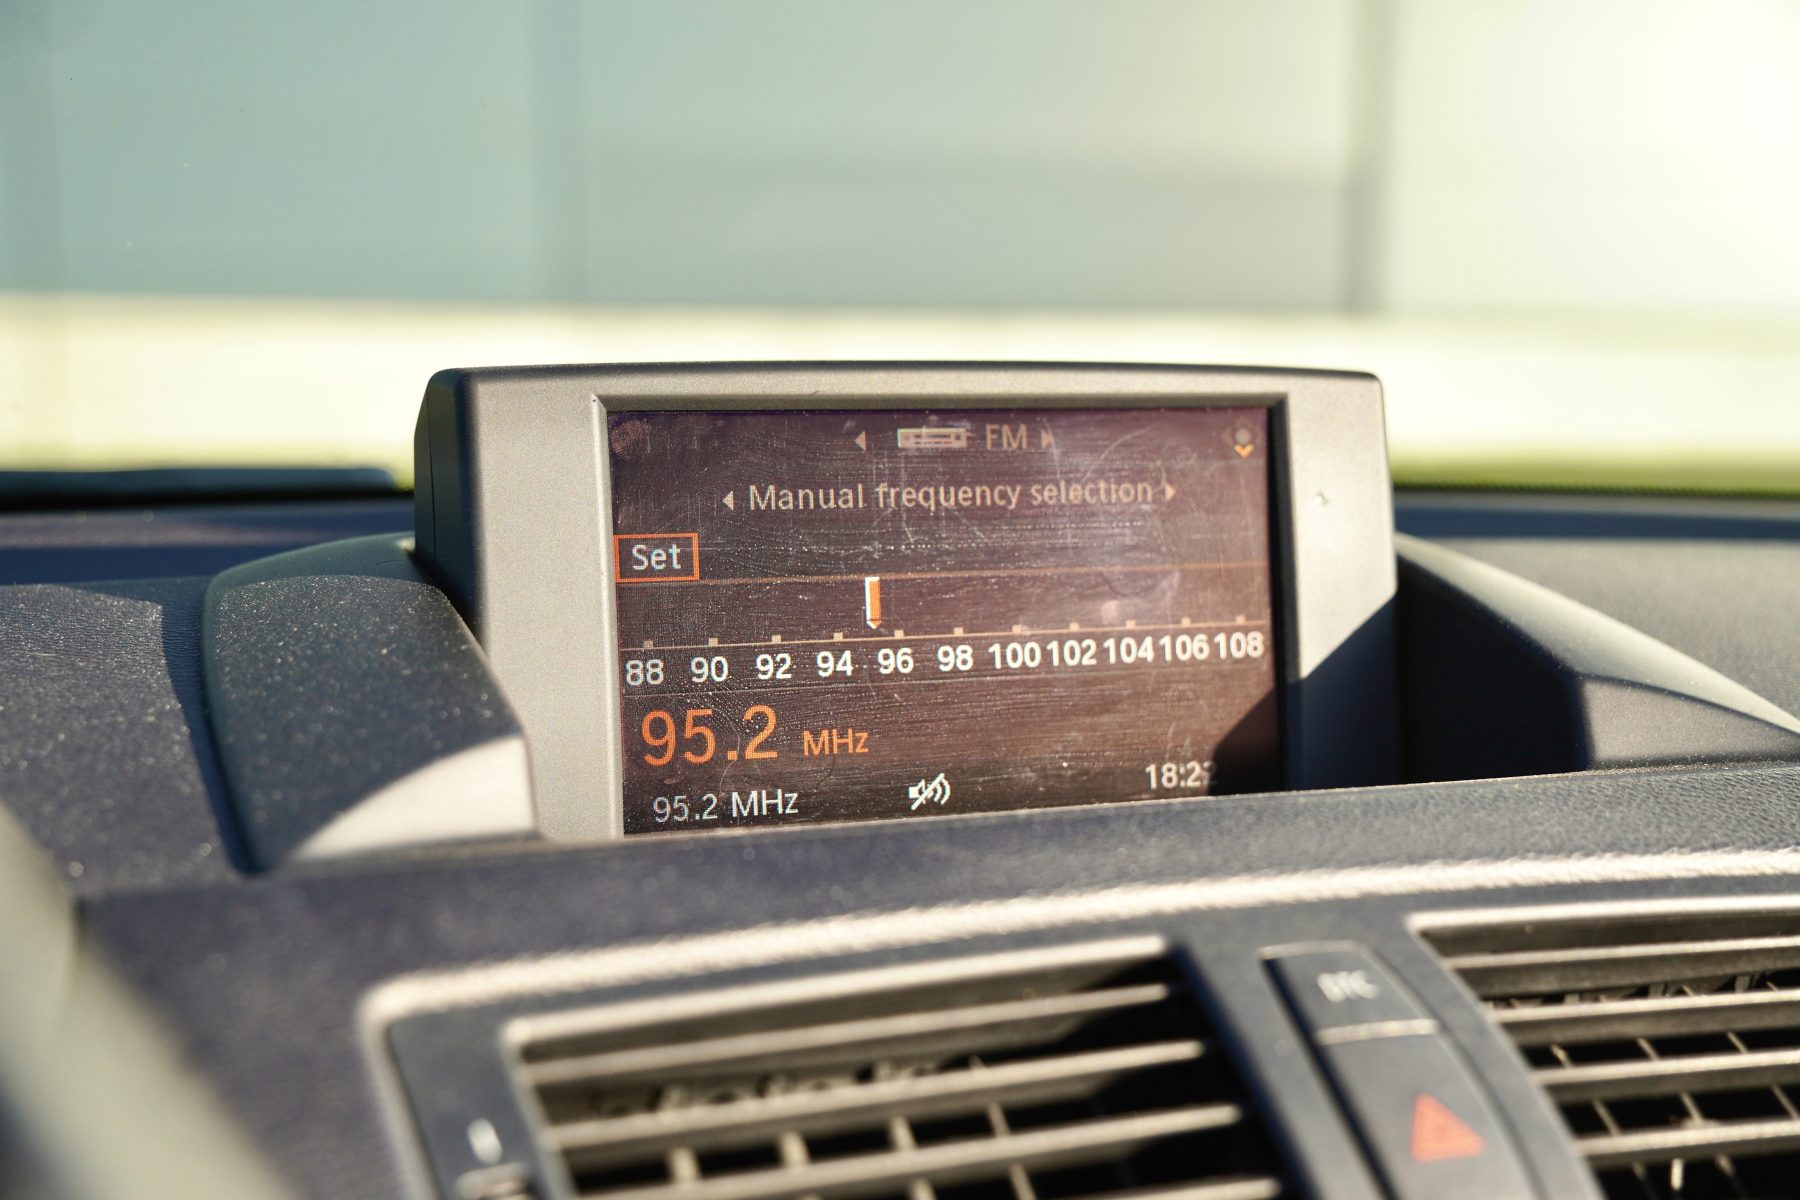 FM
Manual frequency selection
Set
88 90 92 94 96 98 100 102 104 106 108
95.2 MHz
95.2 MHz
DTC